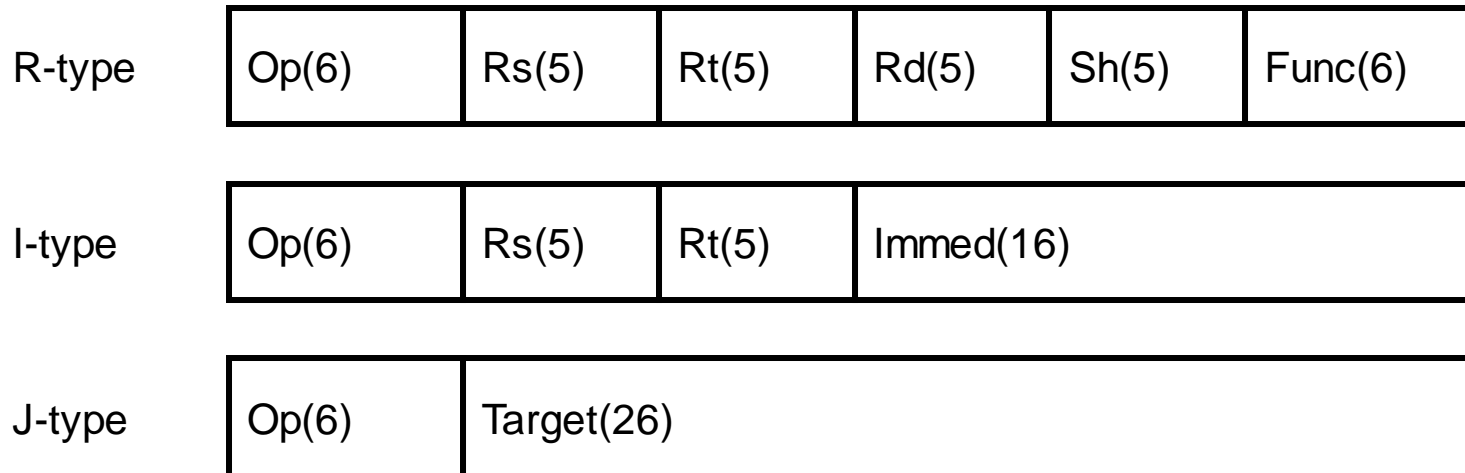 R-type Op(6) Rs(5) Rt(5) Rd(5) Sh(5) Func(6)
I-type Op(6) Rs(5) Rt(5) Immed(16)
J-type Op(6) Target(26)